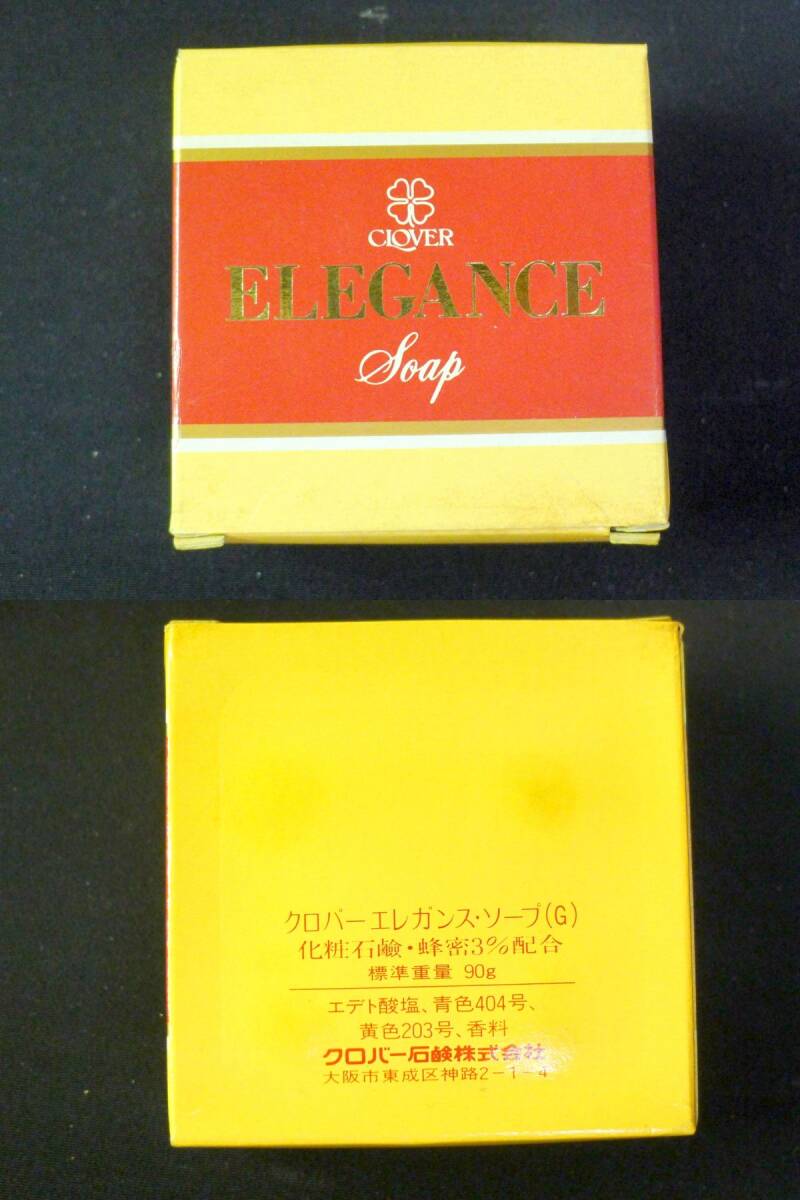 CLOVER
ELEGANCE
Soap
クロバーエレガンス・ソープ(G)
化粧石鹸・蜂蜜3%配合
標準重量 90g
エデト酸塩、青色404号、
黄色203号、香料
クロバー石鹸株式会社
大阪市東成区神路2-1-4